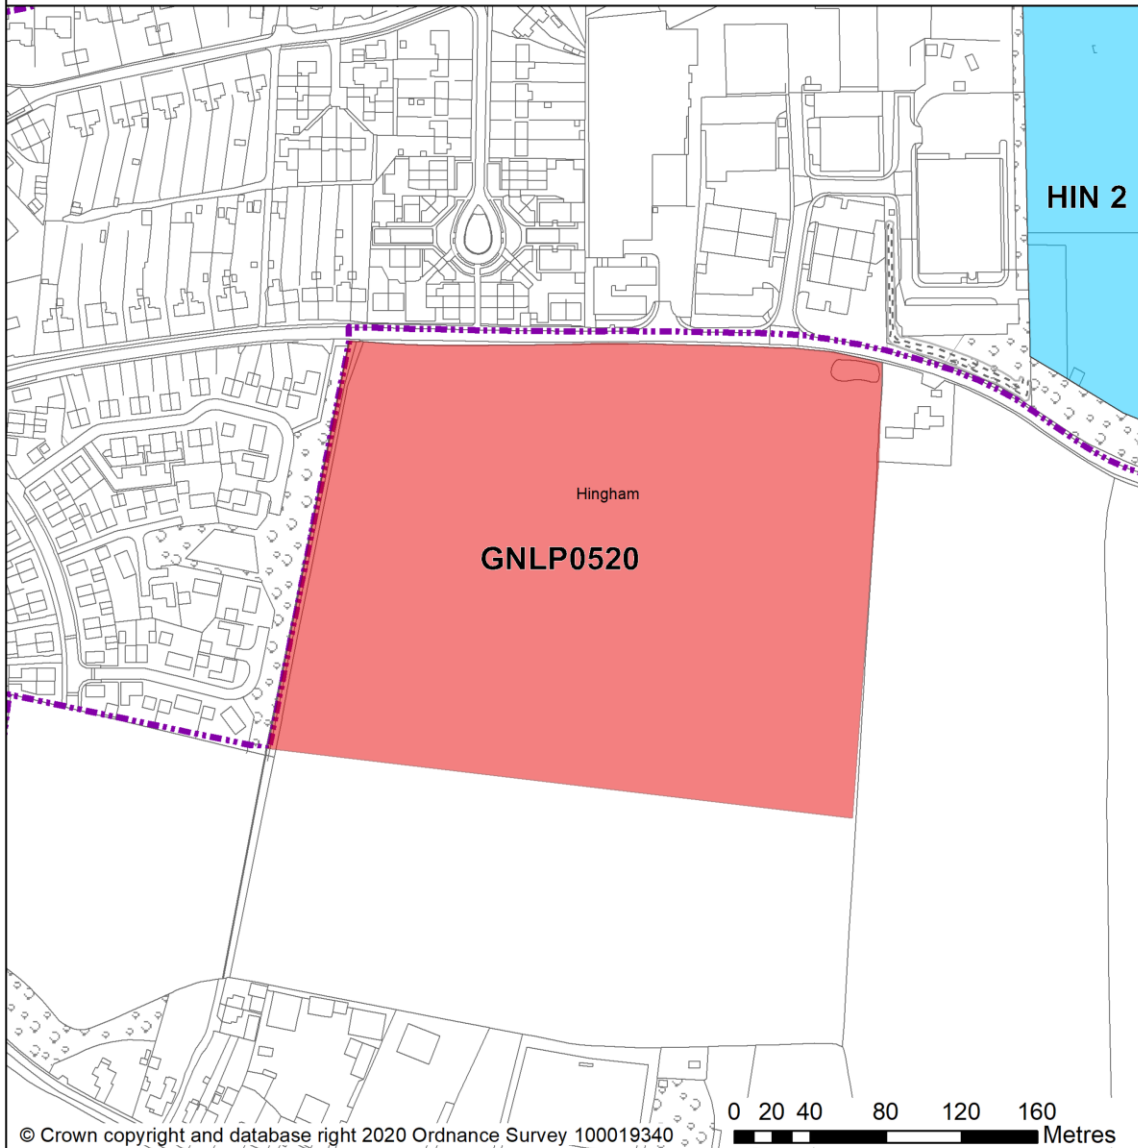 HIN 2
Hingham
GNLP0520
0 20 40 80 120 160
Metres
© Crown copyright and database right 2020 Ordnance Survey 100019340